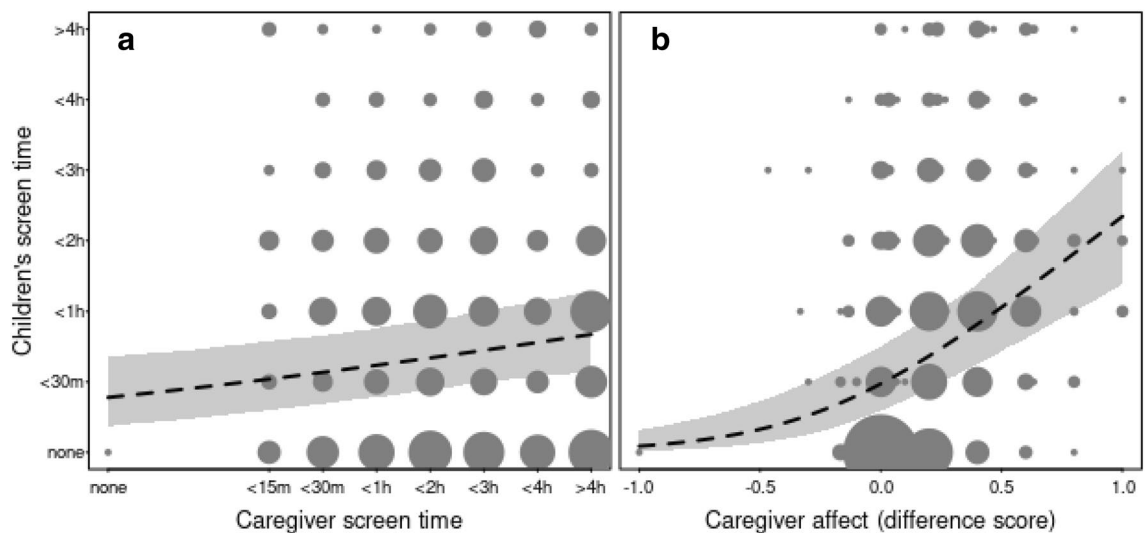 a
b
Children's screen time
>4h
<4h
<3h
<2h
<1h
<30m
none
none <15m <30m <1h <2h <3h <4h >4h
Caregiver screen time
-1.0 -0.5 0.0 0.5 1.0
Caregiver affect (difference score)